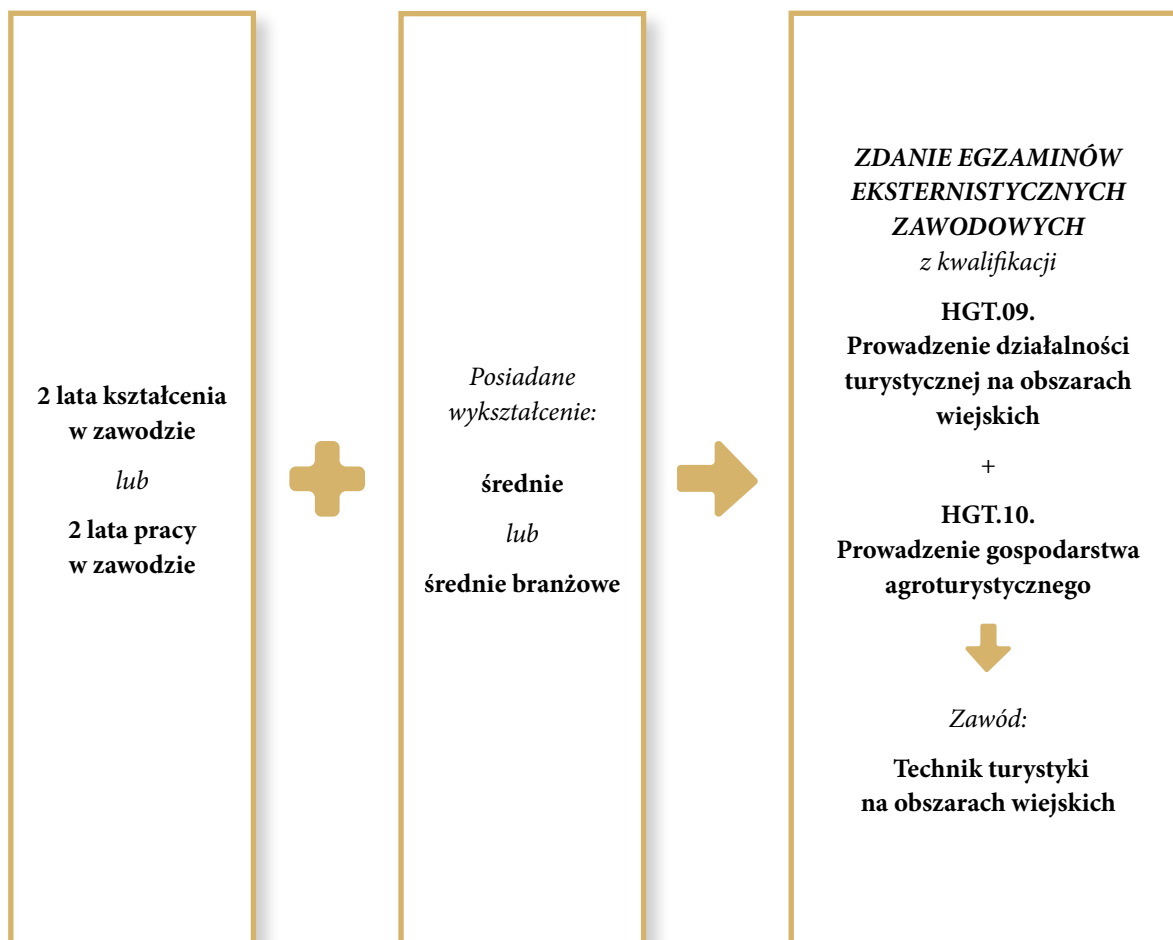 2 lata kształcenia
w zawodzie
lub
2 lata pracy
w zawodzie
Posiadane
wykształcenie:
średnie
lub
średnie branżowe
ZDANIE EGZAMINÓW
EKSTERNISTYCZNYCH
ZAWODOWYCH
z kwalifikacji
HGT.09.
Prowadzenie działalności
turystycznej na obszarach
wiejskich
+
HGT.10.
Prowadzenie gospodarstwa
agroturystycznego
Zawód:
Technik turystyki
na obszarach wiejskich